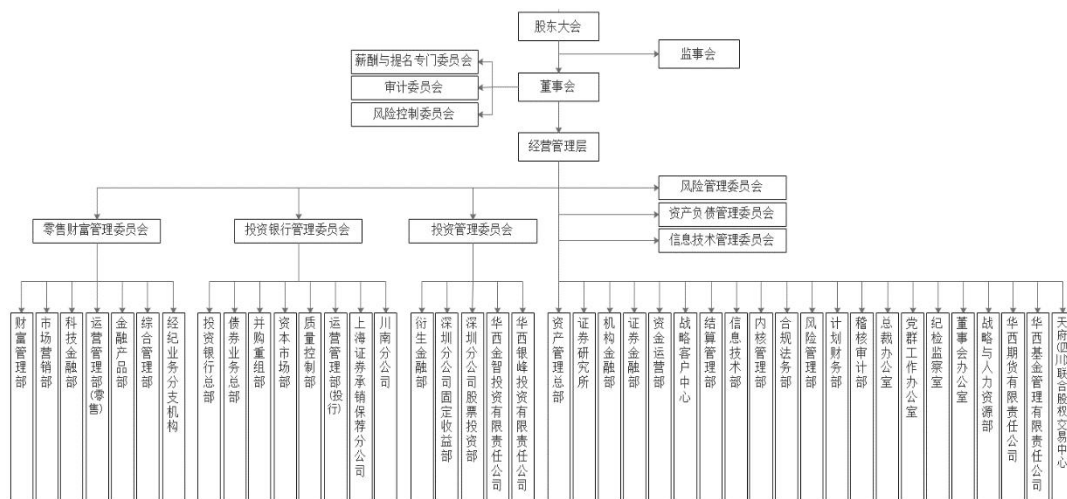 股东大会
监事会
薪酬与提名专门委员会
审计委员会
董事会
风险控制委员会
经营管理层
风险管理委员会
零售财富管理委员会
投资银行管理委员会
投资管理委员会
资产负债管理委员会
信息技术管理委员会
财富管理部
市场营销部
科技金融部
运营管理部(零售)
金融产品部
综合管理部
经纪业务分支机构
投资银行总部
债券业务总部
并购重组部
资本市场部
质量控制部
运营管理部(投行)
上海证券承销保荐分公司
川南分公司
衍生金融部
深圳分公司固定收益部
深圳分公司股票投资部
华西金智投资有限责任公司
华西银峰投资有限责任公司
资产管理总部
证券研究所
机构金融部
证券金融部
资金运营部
战略客户中心
结算管理部
信息技术部
内核管理部
合规法务部
风险管理部
计划财务部
稽核审计部
总裁办公室
党群工作办公室
纪检监察室
董事会办公室
战略与人力资源部
华西期货有限责任公司
华西基金管理有限责任公司
天府(四川)联合股权交易中心